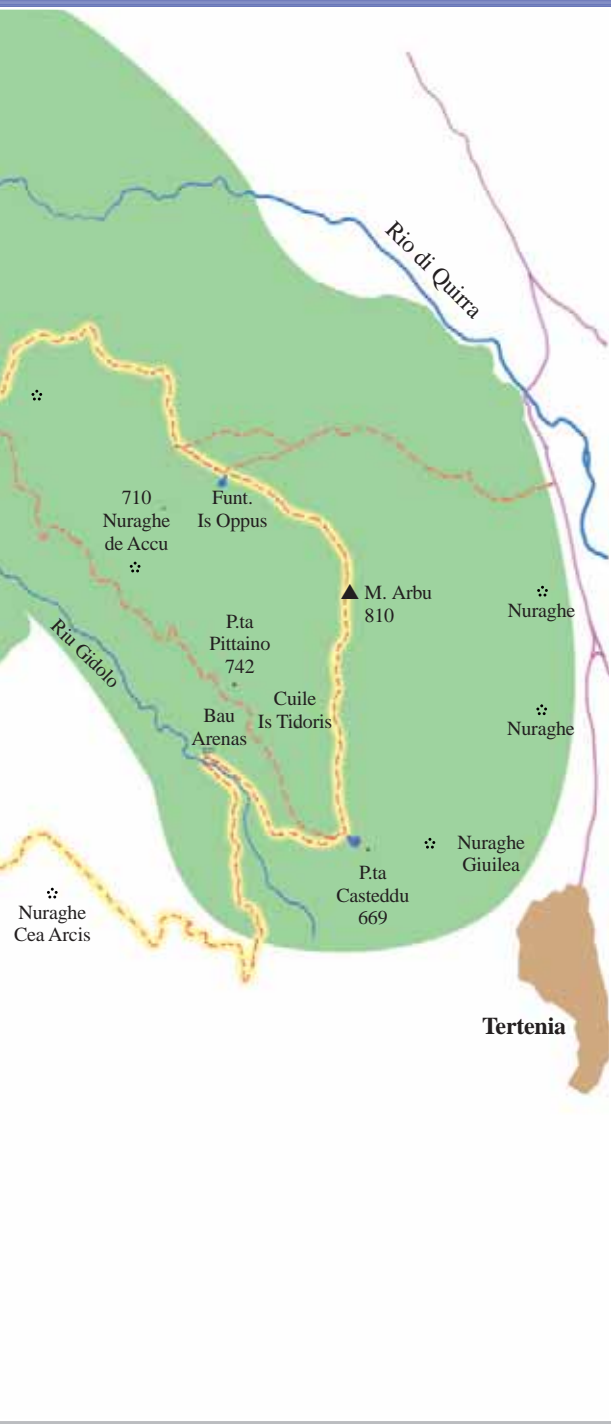 Rio di Quirra
710
Nuraghe
de Accu
Funt.
Is Oppus
M. Arbu
810
Nuraghe
Riu Gidolo
P.ta
Pittaino
742
Cuile
Is Tidoris
Bau
Arenas
Nuraghe
Nuraghe
Giuilea
P.ta
Casteddu
669
Nuraghe
Cea Arcis
Tertenia